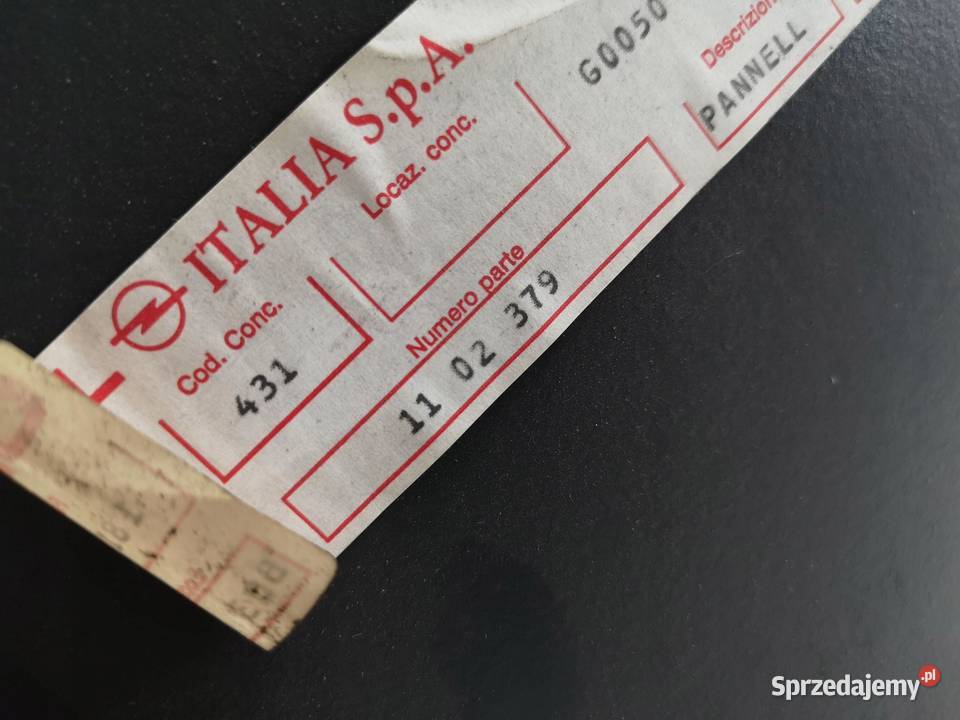 ITALIA S.p.A.
Cod. Conc.
431
Locaz. conc.
G0050
Numero parte
11 02 379
Descrizion
PANNELL
Sprzedajemy.pl